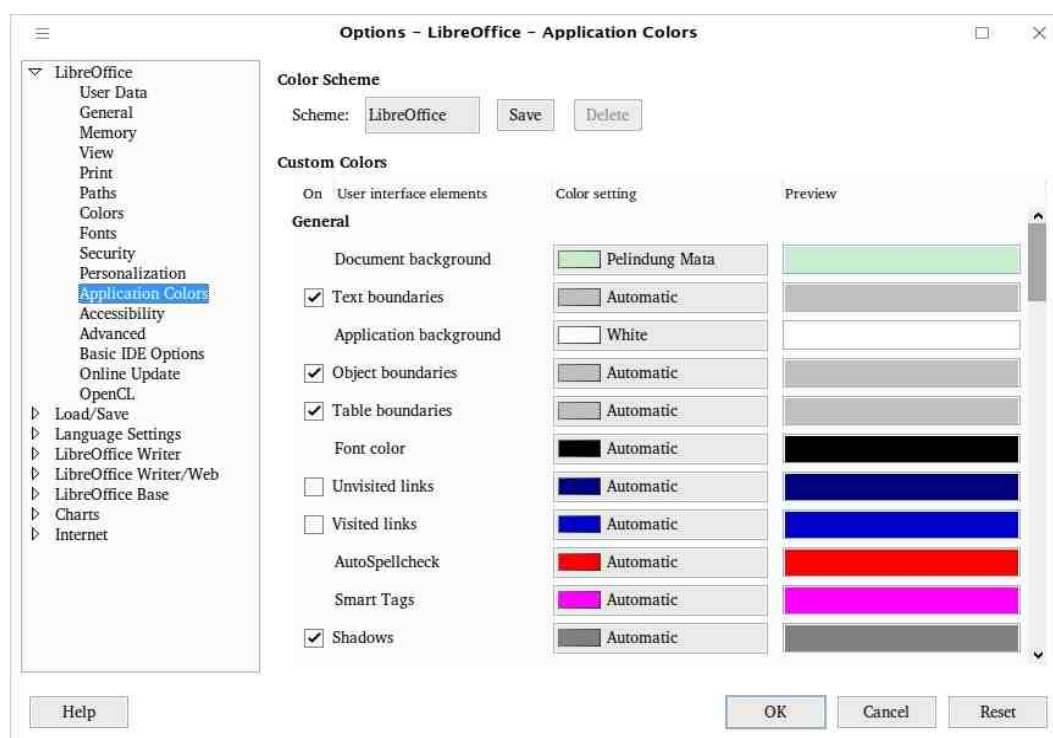 Options – LibreOffice – Application Colors
LibreOffice
User Data
General
Memory
View
Print
Paths
Colors
Fonts
Security
Personalization
Application Colors
Accessibility
Advanced
Basic IDE Options
Online Update
OpenCL
Load/Save
Language Settings
LibreOffice Writer
LibreOffice Writer/Web
LibreOffice Base
Charts
Internet
Color Scheme
Scheme: LibreOffice Save Delete
Custom Colors
On User interface elements Color setting Preview
General
Document background Pelindung Mata
Text boundaries Automatic
Application background White
Object boundaries Automatic
Table boundaries Automatic
Font color Automatic
Unvisited links Automatic
Visited links Automatic
AutoSpellcheck Automatic
Smart Tags Automatic
Shadows Automatic
Help OK Cancel Reset